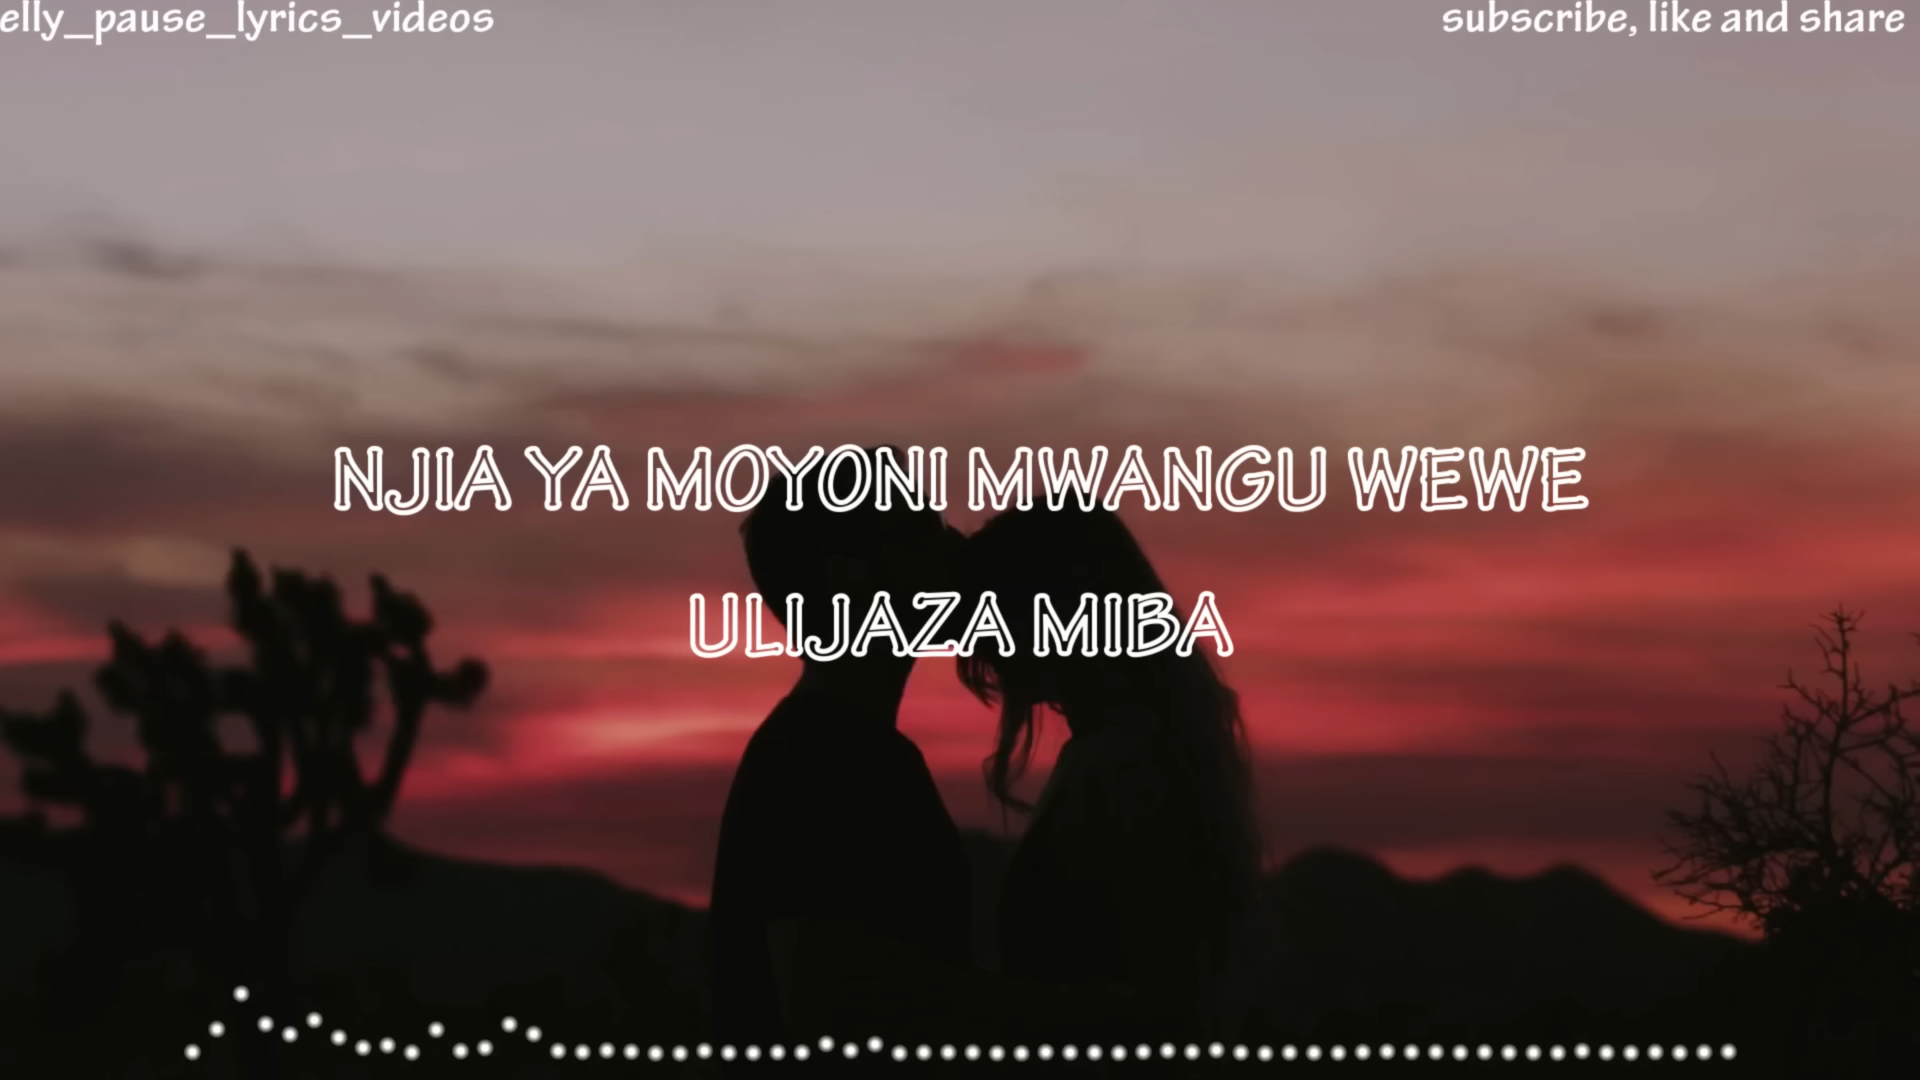 elly_pause_lyrics_videos
subscribe, like and share
NJIA YA MOYONI MWANGU WEWE
ULIJAZA MIBA